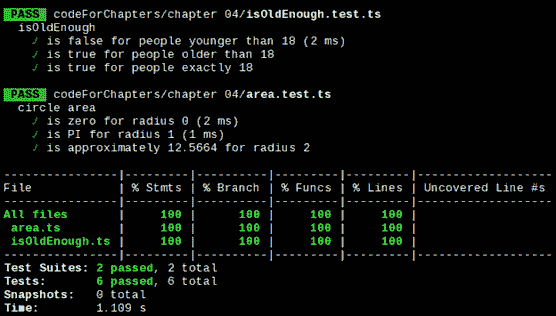 PASS codeForChapters/chapter 04/isOldEnough.test.ts
  isOldEnough
    ✓ is false for people younger than 18 (2 ms)
    ✓ is true for people older than 18
    ✓ is true for people exactly 18
PASS codeForChapters/chapter 04/area.test.ts
  circle area
    ✓ is zero for radius 0 (2 ms)
    ✓ is PI for radius 1 (1 ms)
    ✓ is approximately 12.5664 for radius 2
----------------|---------|----------|---------|---------|-------------------
File            | % Stmts | % Branch | % Funcs | % Lines | Uncovered Line #s
----------------|---------|----------|---------|---------|-------------------
All files       |     100 |      100 |     100 |     100 |
 area.ts        |     100 |      100 |     100 |     100 |
 isOldEnough.ts |     100 |      100 |     100 |     100 |
----------------|---------|----------|---------|---------|-------------------
Test Suites: 2 passed, 2 total
Tests:       6 passed, 6 total
Snapshots:   0 total
Time:        1.109 s